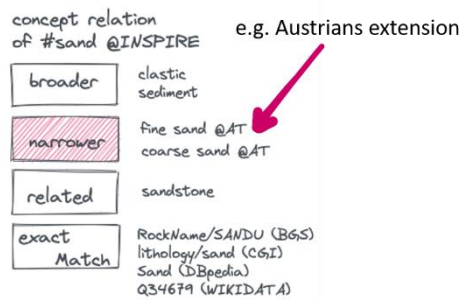 concept relation
of #sand @INSPIRE
e.g. Austrians extension
broader
clastic
sediment
narrower
fine sand @AT
coarse sand @AT
related
sandstone
exact
Match
RockName/SANDU (BGS)
lithology/sand (CGI)
Sand (DBpedia)
Q34679 (WIKIDATA)